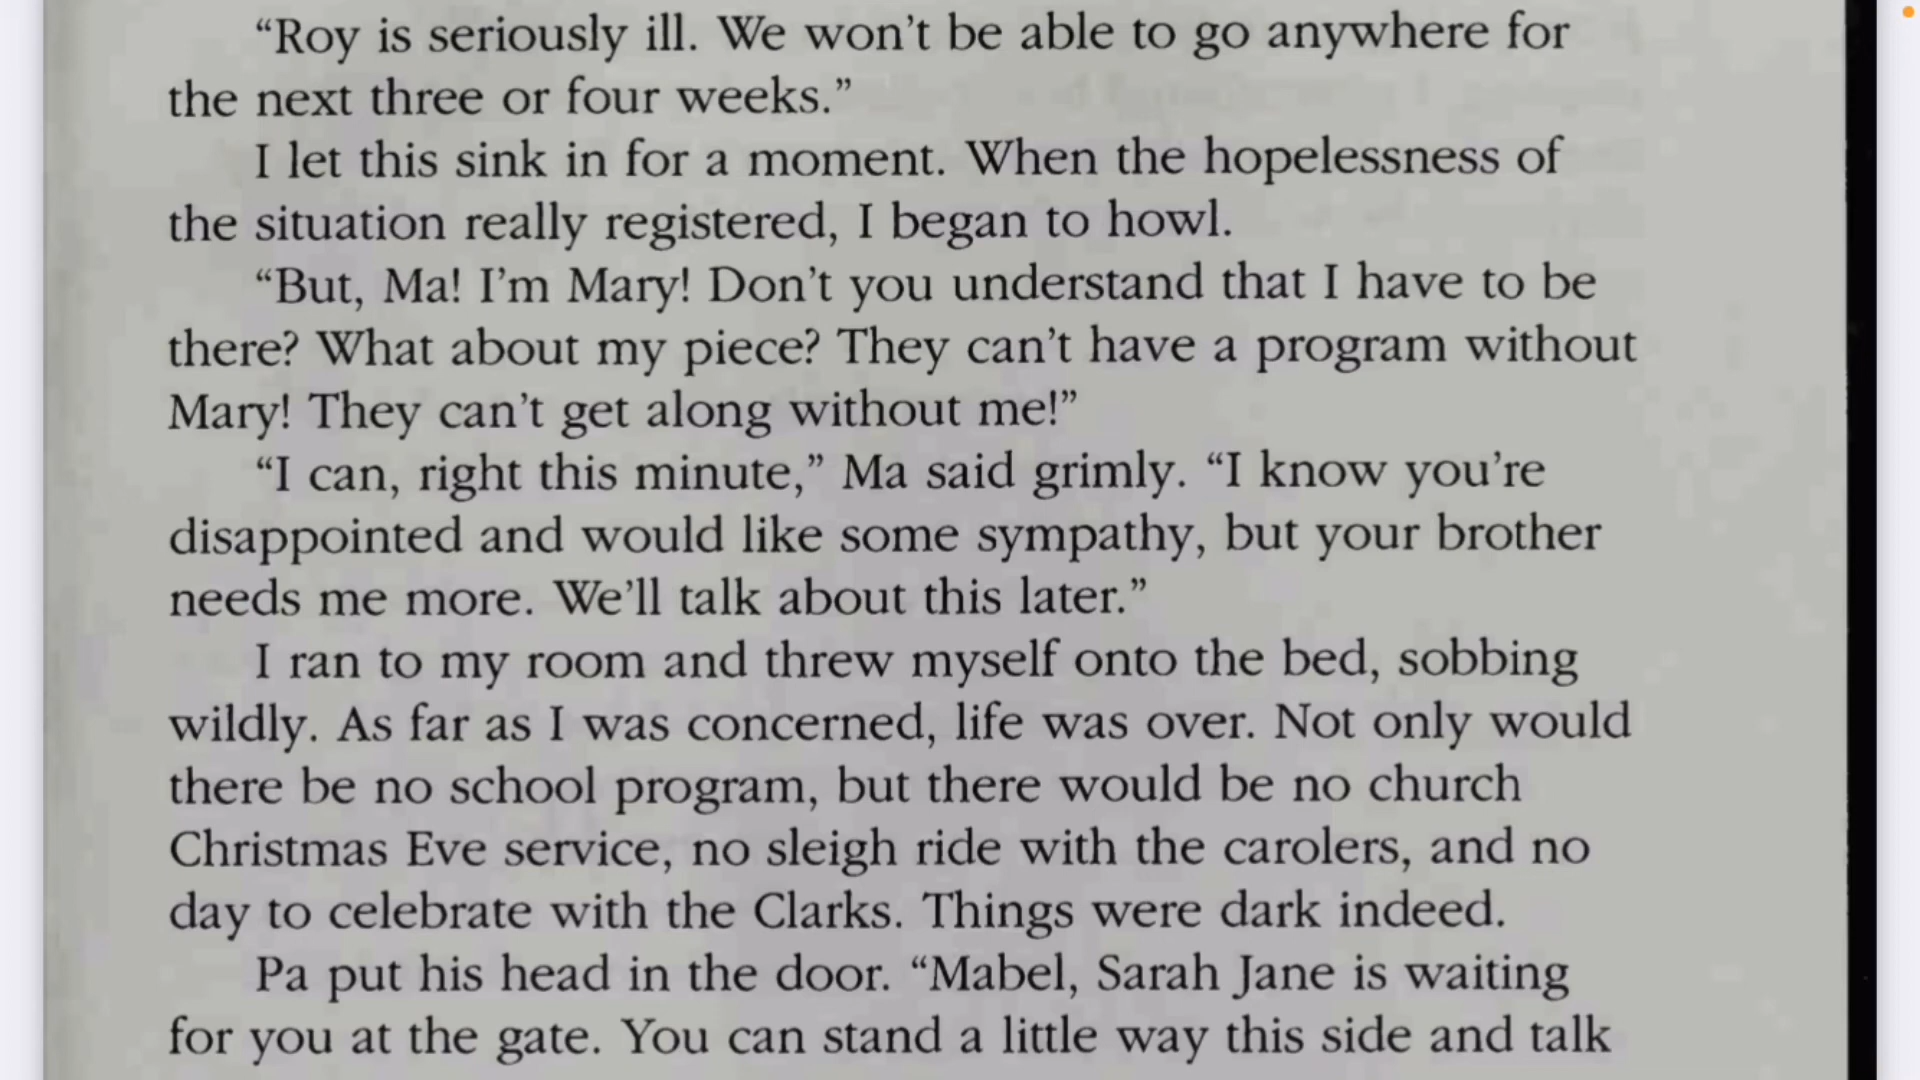 “Roy is seriously ill. We won’t be able to go anywhere for
the next three or four weeks.”
I let this sink in for a moment. When the hopelessness of
the situation really registered, I began to howl.
“But, Ma! I’m Mary! Don’t you understand that I have to be
there? What about my piece? They can’t have a program without
Mary! They can’t get along without me!”
“I can, right this minute,” Ma said grimly. “I know you’re
disappointed and would like some sympathy, but your brother
needs me more. We’ll talk about this later.”
I ran to my room and threw myself onto the bed, sobbing
wildly. As far as I was concerned, life was over. Not only would
there be no school program, but there would be no church
Christmas Eve service, no sleigh ride with the carolers, and no
day to celebrate with the Clarks. Things were dark indeed.
Pa put his head in the door. “Mabel, Sarah Jane is waiting
for you at the gate. You can stand a little way this side and talk